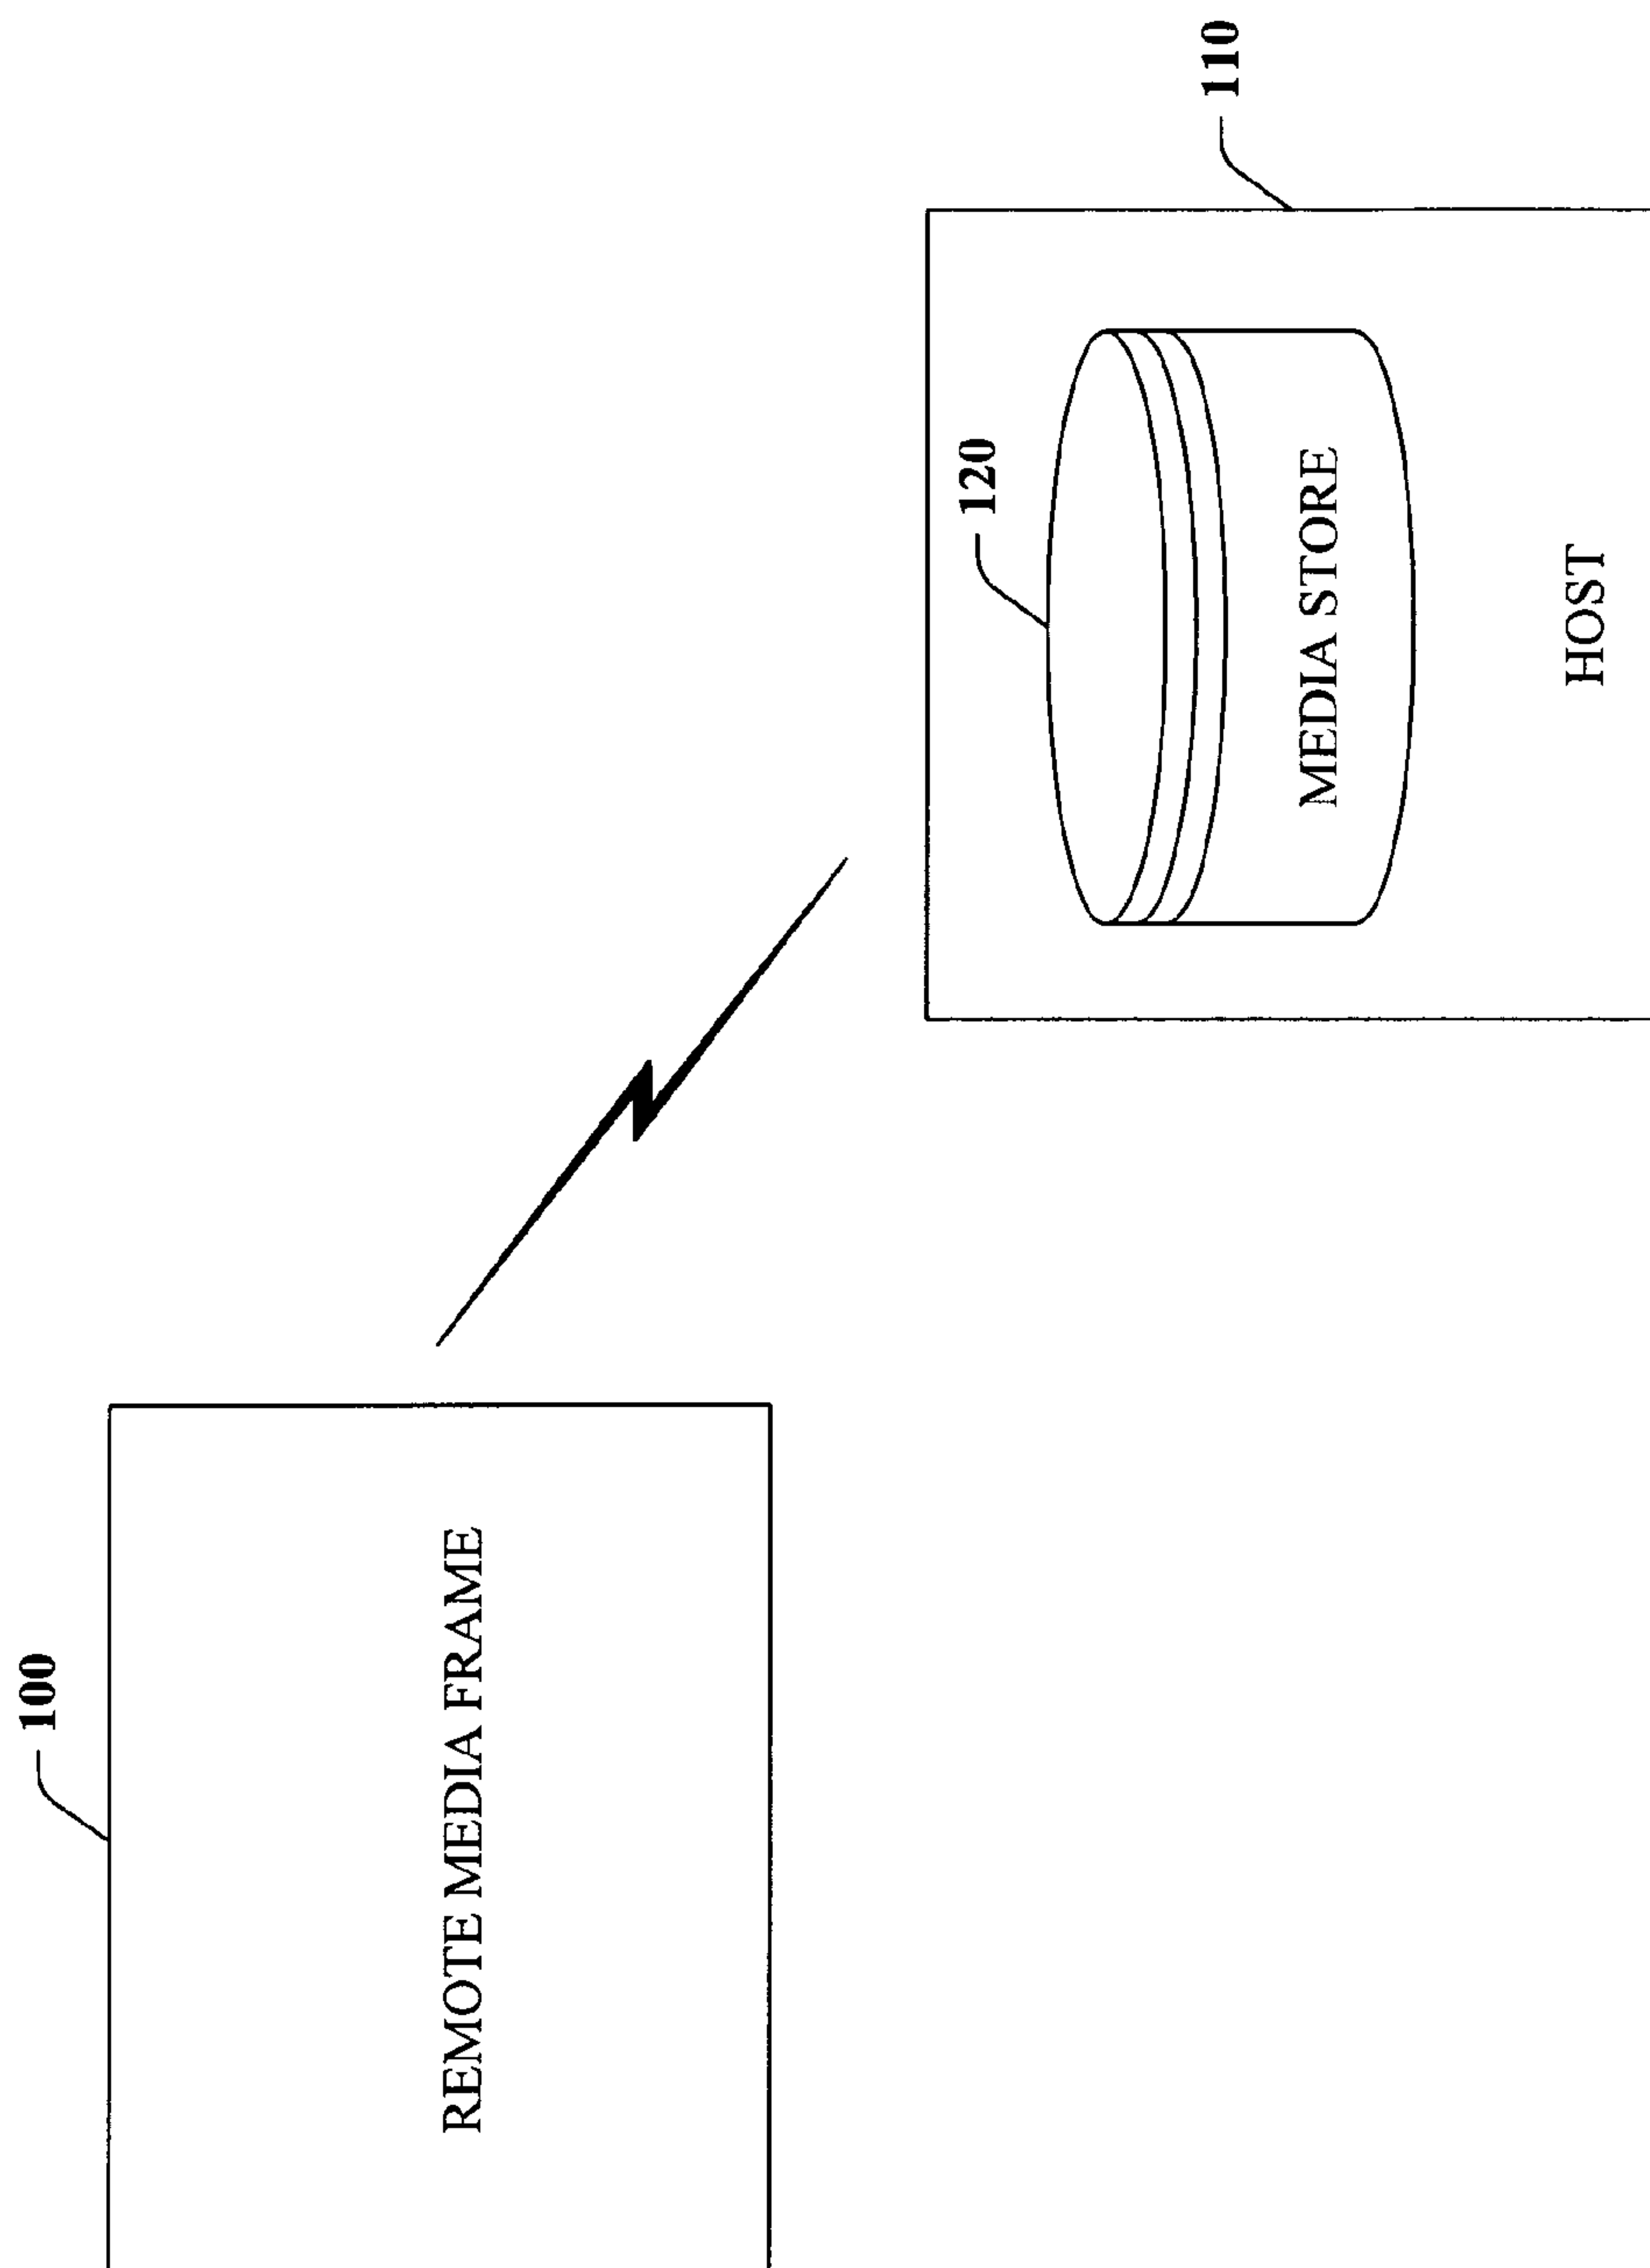 100
REMOTE MEDIA FRAME
110
120
MEDIA STORE
HOST